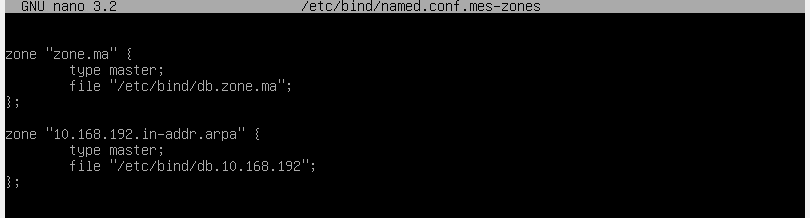 GNU nano 3.2 /etc/bind/named.conf.mes-zones
zone "zone.ma" {
type master;
file "/etc/bind/db.zone.ma";
};
zone "10.168.192.in-addr.arpa" {
type master;
file "/etc/bind/db.10.168.192";
};